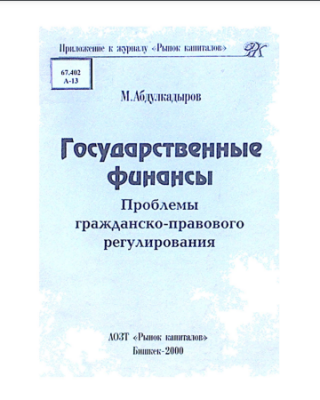 Приложение к журналу «Рынок капиталов»
67.402
А-13
М.Абдулкадыров
Государственные
финансы
Проблемы
гражданско-правового
регулирования
АОЗТ «Рынок капиталов»
Бишкек-2000